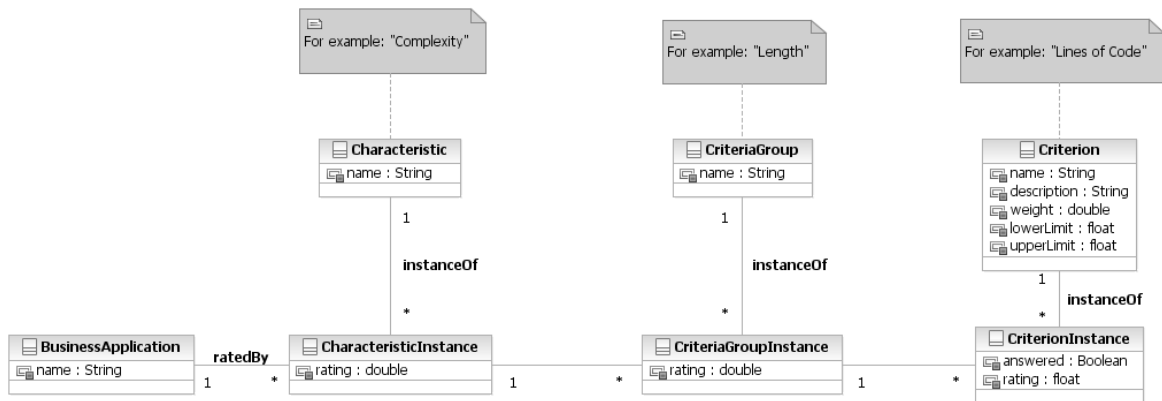 For example: "Complexity"
For example: "Length"
For example: "Lines of Code"
Characteristic
name : String
CriteriaGroup
name : String
Criterion
name : String
description : String
weight : double
lowerLimit : float
upperLimit : float
1
instanceOf
*
1
instanceOf
*
1
instanceOf
*
BusinessApplication
name : String
ratedBy
1
*
CharacteristicInstance
rating : double
1
*
CriteriaGroupInstance
rating : double
1
*
CriterionInstance
answered : Boolean
rating : float